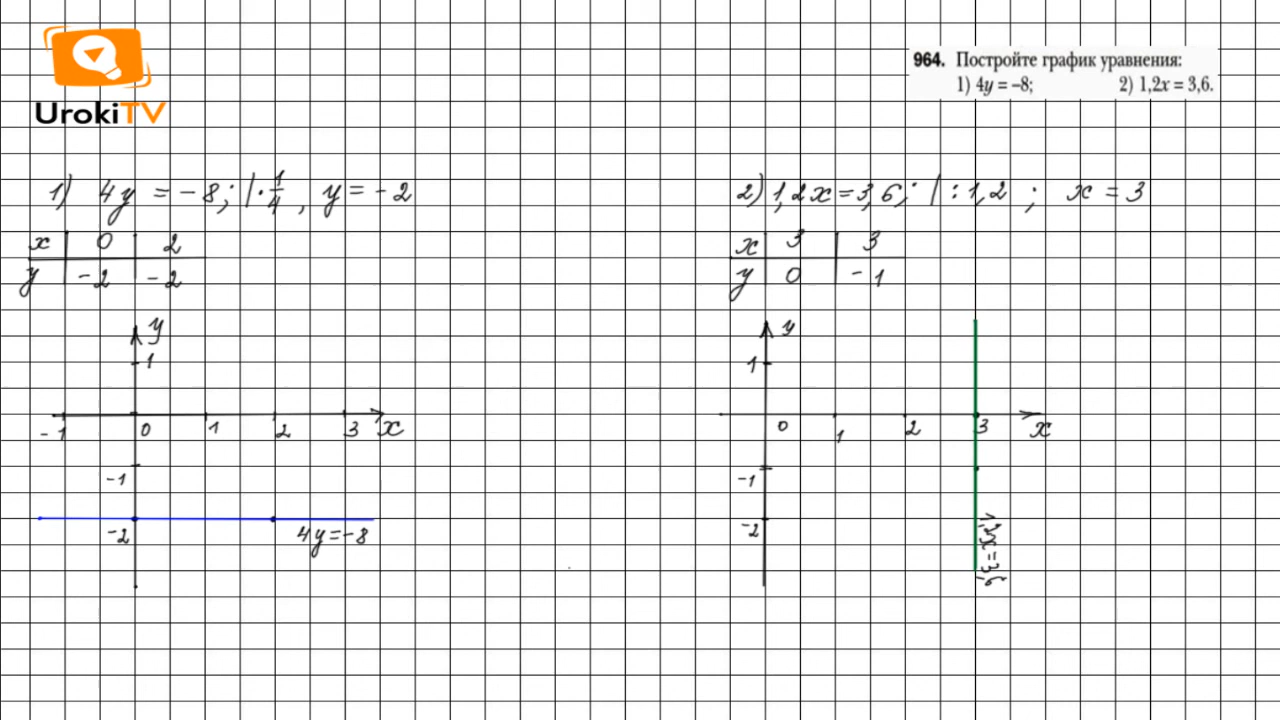 UrokiTV
964. Постройте график уравнения:
1) 4y = –8; 2) 1,2x = 3,6.
1) 4y = -8; | · 1/4 , y = -2
x 0 2
y -2 -2
y
1
-1 0 1 2 3 x
-1
-2
4y = -8
2) 1,2x = 3,6; | : 1,2 ; x = 3
x 3 3
y 0 -1
y
1
0 1 2 3 x
-1
-2
1,2x = 3,6